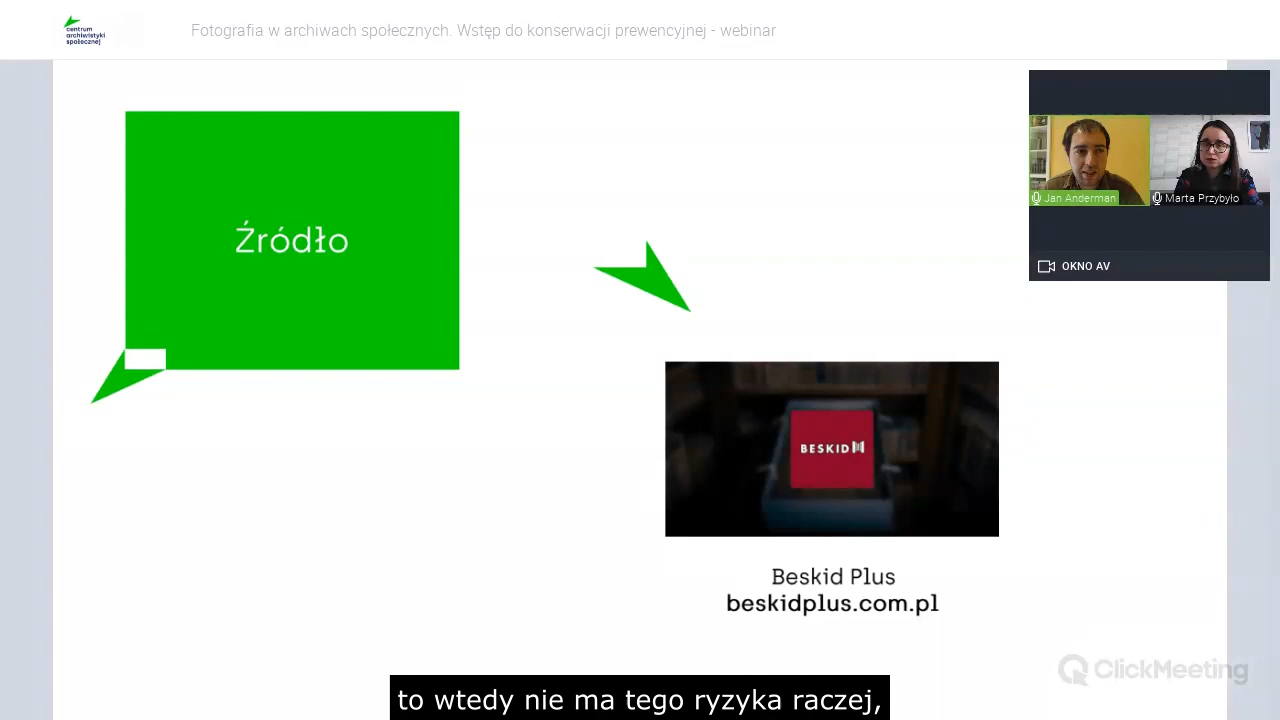 centrum
archiwistyki
społecznej
Fotografia w archiwach społecznych. Wstęp do konserwacji prewencyjnej - webinar
Źródło
Jan Anderman
Marta Przybyło
OKNO AV
BESKID
Beskid Plus
beskidplus.com.pl
ClickMeeting
to wtedy nie ma tego ryzyka raczej,